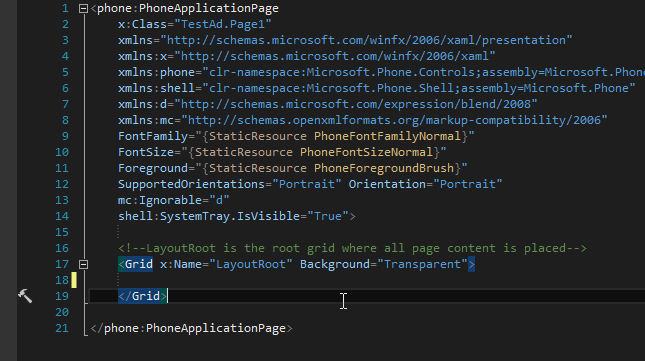 1 <phone:PhoneApplicationPage
2 x:Class="TestAd.Page1"
3 xmlns="http://schemas.microsoft.com/winfx/2006/xaml/presentation"
4 xmlns:x="http://schemas.microsoft.com/winfx/2006/xaml"
5 xmlns:phone="clr-namespace:Microsoft.Phone.Controls;assembly=Microsoft.Phon
6 xmlns:shell="clr-namespace:Microsoft.Phone.Shell;assembly=Microsoft.Phone"
7 xmlns:d="http://schemas.microsoft.com/expression/blend/2008"
8 xmlns:mc="http://schemas.openxmlformats.org/markup-compatibility/2006"
9 FontFamily="{StaticResource PhoneFontFamilyNormal}"
10 FontSize="{StaticResource PhoneFontSizeNormal}"
11 Foreground="{StaticResource PhoneForegroundBrush}"
12 SupportedOrientations="Portrait" Orientation="Portrait"
13 mc:Ignorable="d"
14 shell:SystemTray.IsVisible="True">
15
16 <!--LayoutRoot is the root grid where all page content is placed-->
17 <Grid x:Name="LayoutRoot" Background="Transparent">
18
19 </Grid>
20
21 </phone:PhoneApplicationPage>